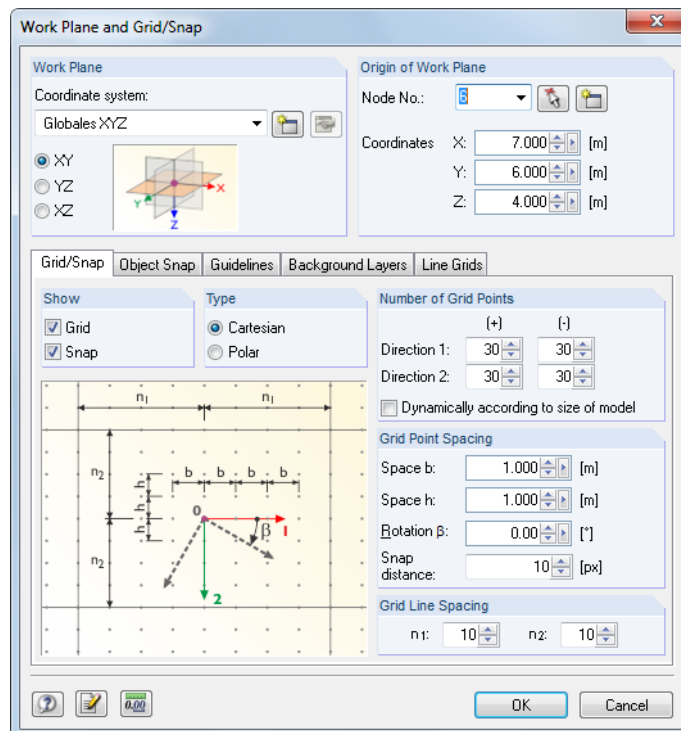 Work Plane and Grid/Snap
Work Plane
Coordinate system:
Globales XYZ
XY
YZ
XZ
X
Y
Z
Origin of Work Plane
Node No.: 6
Coordinates X: 7.000 [m]
Y: 6.000 [m]
Z: 4.000 [m]
Grid/Snap Object Snap Guidelines Background Layers Line Grids
Show
Grid
Snap
Type
Cartesian
Polar
Number of Grid Points
(+) (-)
Direction 1: 30 30
Direction 2: 30 30
Dynamically according to size of model
n1 n1
n2
n2
b b b b
h
h
h
0
1
β
2
Grid Point Spacing
Space b: 1.000 [m]
Space h: 1.000 [m]
Rotation β: 0.00 [°]
Snap
distance: 10 [px]
Grid Line Spacing
n1: 10 n2: 10
0.00
OK Cancel